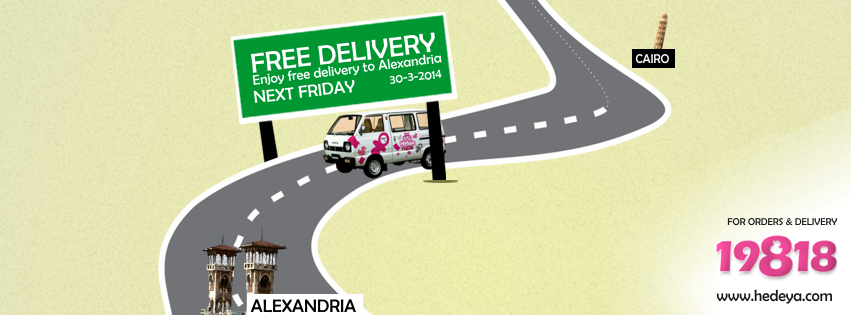 FREE DELIVERY
Enjoy free delivery to Alexandria
NEXT FRIDAY 30-3-2014
CAIRO
FOR ORDERS & DELIVERY
19818
www.hedeya.com
ALEXANDRIA